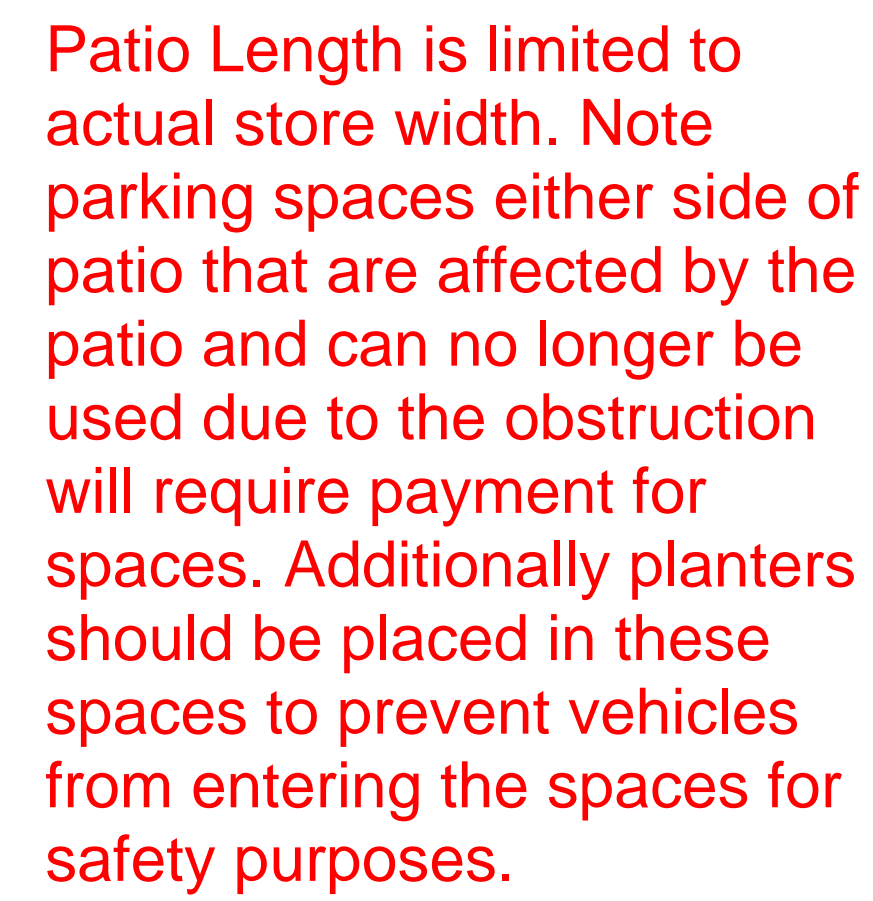 Patio Length is limited to
actual store width. Note
parking spaces either side of
patio that are affected by the
patio and can no longer be
used due to the obstruction
will require payment for
spaces. Additionally planters
should be placed in these
spaces to prevent vehicles
from entering the spaces for
safety purposes.